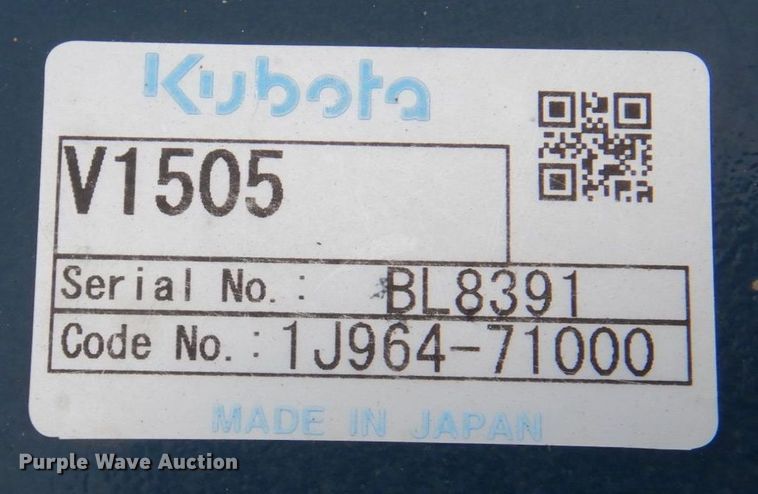 Kubota
V1505
Serial No. : BL8391
Code No. : 1J964-71000
MADE IN JAPAN
Purple Wave Auction